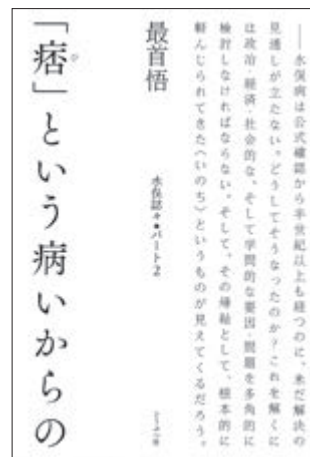 ――水俣病は公式確認から半世紀以上も経つのに、未だ解決の
見通しが立たない。どうしてそうなったのか？これを解くに
は政治・経済・社会的な、そして学問的な要因・問題を多角的に
検討しなければならない。そして、その帰結として、根本的に
軽んじられてきた〈いのち〉というものが見えてくるだろう。
最首悟
水俣誌々●パート2
「痞」という病いからの
ひ